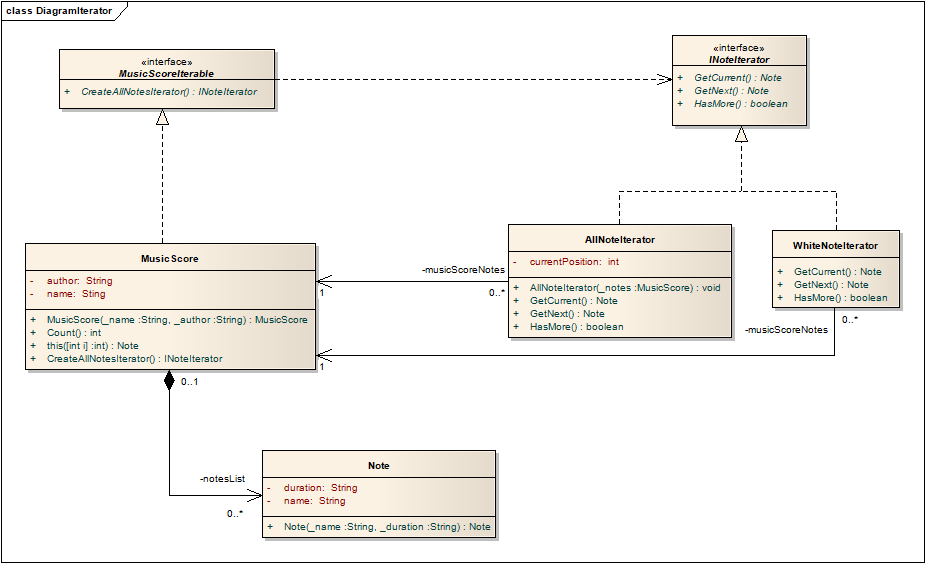 class DiagramIterator
«interface»
MusicScoreIterable
+ CreateAllNotesIterator() : INoteIterator
«interface»
INoteIterator
+ GetCurrent() : Note
+ GetNext() : Note
+ HasMore() : boolean
MusicScore
- author: String
- name: Sting
+ MusicScore(_name :String, _author :String) : MusicScore
+ Count() : int
+ this([int i] :int) : Note
+ CreateAllNotesIterator() : INoteIterator
-musicScoreNotes
1
0..*
AllNoteIterator
- currentPosition: int
+ AllNoteIterator(_notes :MusicScore) : void
+ GetCurrent() : Note
+ GetNext() : Note
+ HasMore() : boolean
WhiteNoteIterator
+ GetCurrent() : Note
+ GetNext() : Note
+ HasMore() : boolean
0..*
-musicScoreNotes
1
0..1
-notesList
0..*
Note
- duration: String
- name: String
+ Note(_name :String, _duration :String) : Note